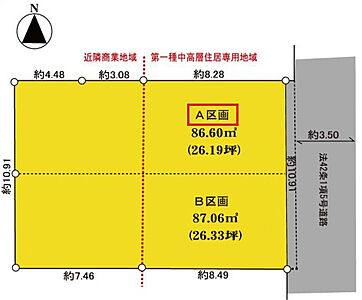 N
近隣商業地域 第一種中高層住居専用地域
約4.48 約3.08 約8.28
A区画
86.60㎡
(26.19坪)
約3.50
約10.91
約10.91
法42条1項5号道路
B区画
87.06㎡
(26.33坪)
約7.46 約8.49